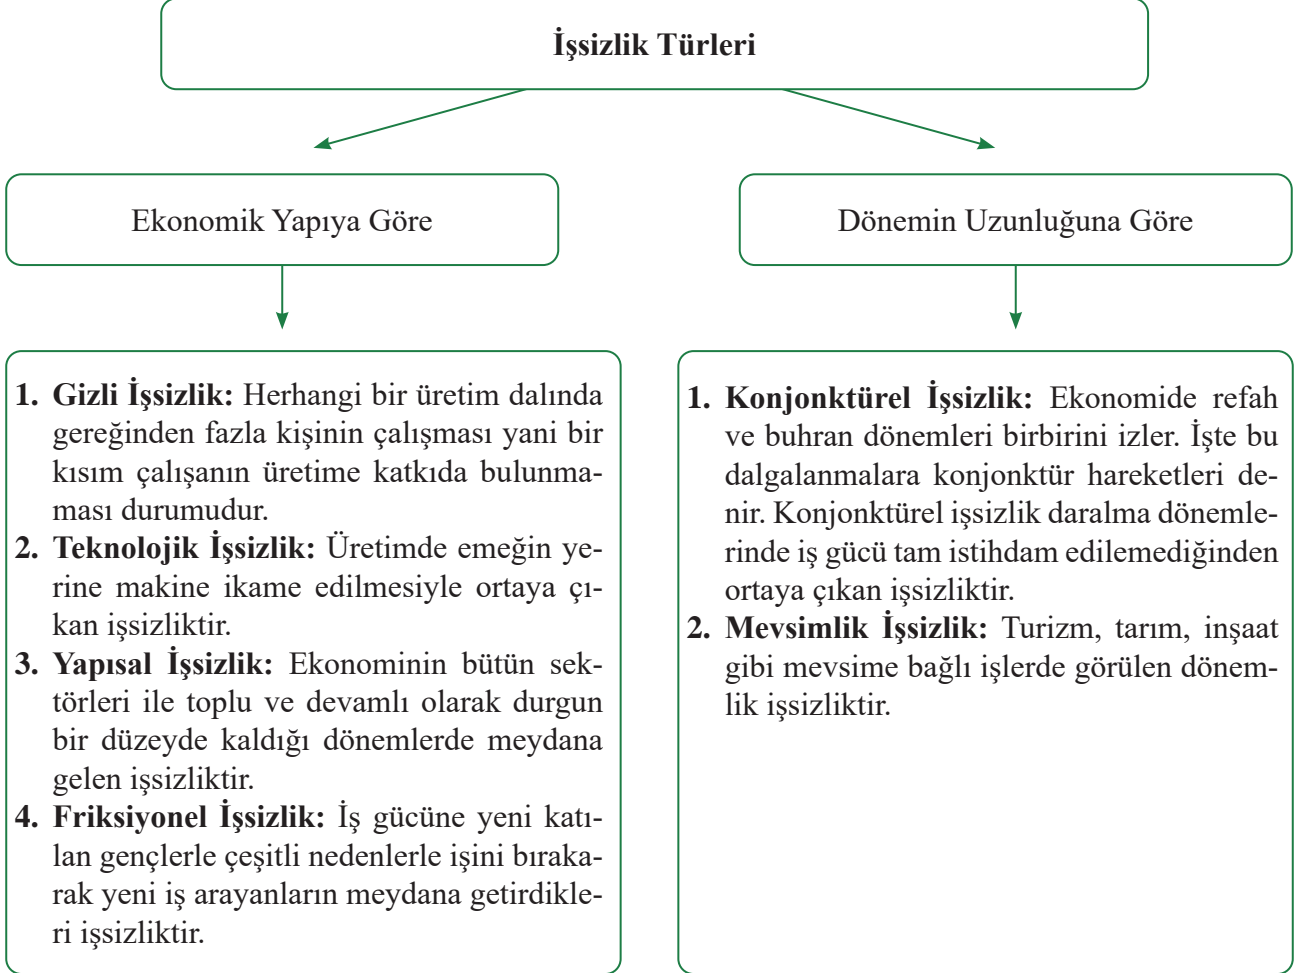 İşsizlik Türleri
Ekonomik Yapıya Göre
Dönemin Uzunluğuna Göre
1. Gizli İşsizlik: Herhangi bir üretim dalında
gereğinden fazla kişinin çalışması yani bir
kısım çalışanın üretime katkıda bulunma-
ması durumudur.
2. Teknolojik İşsizlik: Üretimde emeğin ye-
rine makine ikame edilmesiyle ortaya çı-
kan işsizliktir.
3. Yapısal İşsizlik: Ekonominin bütün sek-
törleri ile toplu ve devamlı olarak durgun
bir düzeyde kaldığı dönemlerde meydana
gelen işsizliktir.
4. Friksiyonel İşsizlik: İş gücüne yeni katı-
lan gençlerle çeşitli nedenlerle işini bıraka-
rak yeni iş arayanların meydana getirdikle-
ri işsizliktir.
1. Konjonktürel İşsizlik: Ekonomide refah
ve buhran dönemleri birbirini izler. İşte bu
dalgalanmalara konjonktür hareketleri de-
nir. Konjonktürel işsizlik daralma dönemle-
rinde iş gücü tam istihdam edilemediğinden
ortaya çıkan işsizliktir.
2. Mevsimlik İşsizlik: Turizm, tarım, inşaat
gibi mevsime bağlı işlerde görülen dönem-
lik işsizliktir.